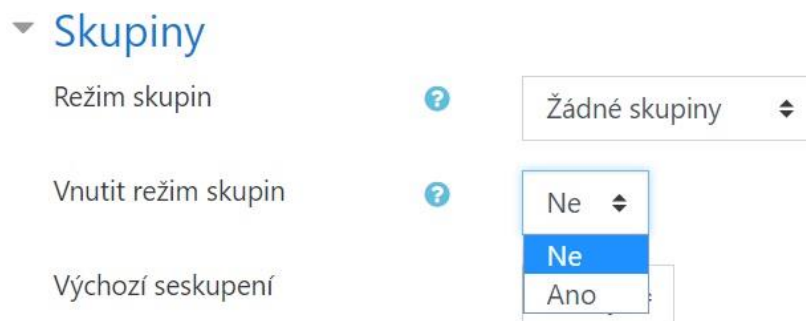 Skupiny
Režim skupin
Žádné skupiny
Vnutit režim skupin
Ne
Ne
Ano
Výchozí seskupení